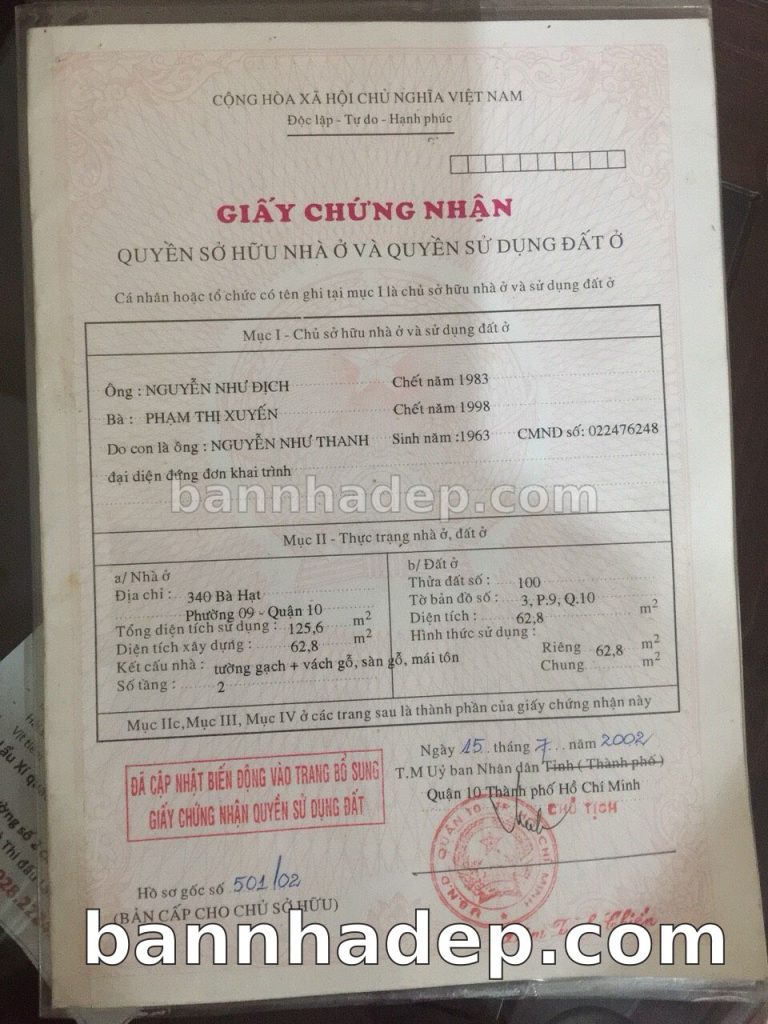 CỘNG HÒA XÃ HỘI CHỦ NGHĨA VIỆT NAM
Độc lập - Tự do - Hạnh phúc
GIẤY CHỨNG NHẬN
QUYỀN SỞ HỮU NHÀ Ở VÀ QUYỀN SỬ DỤNG ĐẤT Ở
Cá nhân hoặc tổ chức có tên ghi tại mục I là chủ sở hữu nhà ở và sử dụng đất ở
Mục I - Chủ sở hữu nhà ở và sử dụng đất ở
Ông : NGUYỄN NHƯ ĐỊCH Chết năm 1983
Bà : PHẠM THỊ XUYẾN Chết năm 1998
Do con là ông : NGUYỄN NHƯ THANH Sinh năm :1963 CMND số: 022476248
đại diện đứng đơn khai trình
bannhadep.com
Mục II - Thực trạng nhà ở, đất ở
a/ Nhà ở
Địa chỉ : 340 Bà Hạt
Phường 09 - Quận 10
Tổng diện tích sử dụng : 125,6 m2
Diện tích xây dựng : 62,8 m2
Kết cấu nhà : tường gạch + vách gỗ, sàn gỗ, mái tôn
Số tầng : 2
b/ Đất ở
Thửa đất số : 100
Tờ bản đồ số : 3, P.9, Q.10
Diện tích : 62,8 m2
Hình thức sử dụng :
Riêng 62,8 m2
Chung m2
Mục IIc,Mục III, Mục IV ở các trang sau là thành phần của giấy chứng nhận này
ĐÃ CẬP NHẬT BIẾN ĐỘNG VÀO TRANG BỔ SUNG
GIẤY CHỨNG NHẬN QUYỀN SỬ DỤNG ĐẤT
Ngày 15 tháng 7 năm 2002
T.M Uỷ ban Nhân dân Tỉnh ( Thành phố )
Quận 10 Thành phố Hồ Chí Minh
CHỦ TỊCH
Hồ sơ gốc số 501/02
(BẢN CẤP CHO CHỦ SỞ HỮU)
bannhadep.com